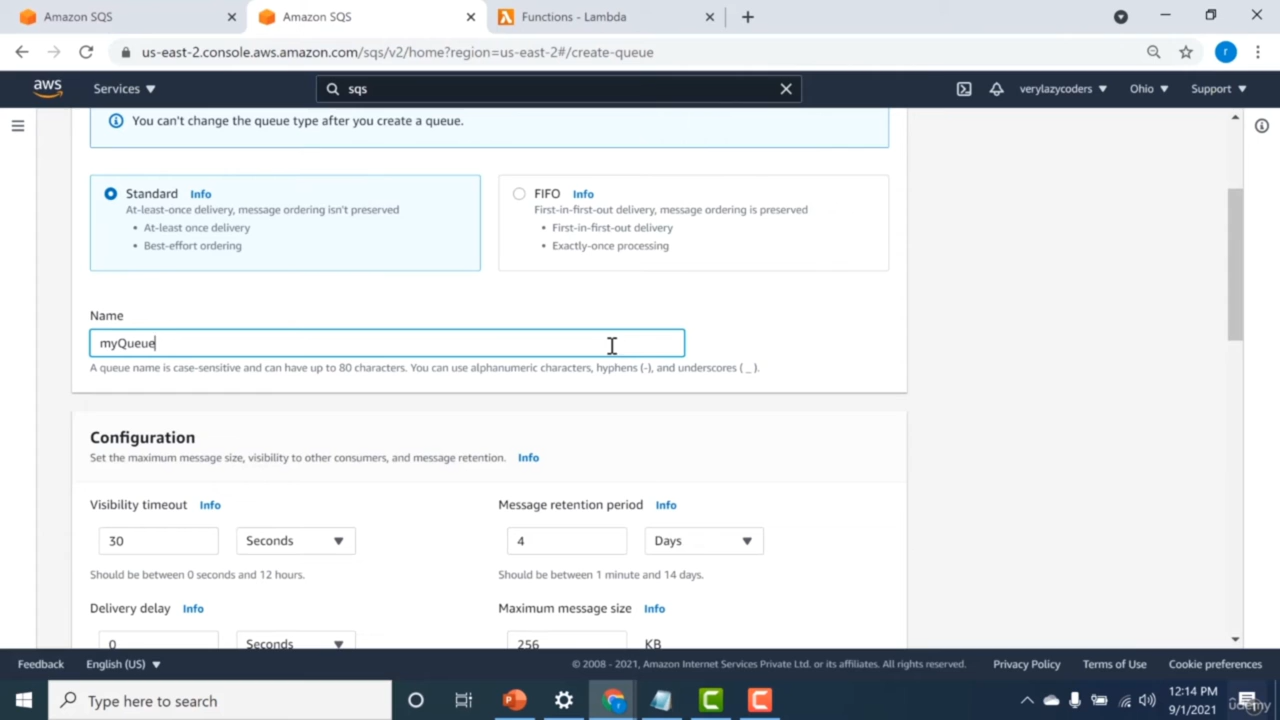 Amazon SQS
Amazon SQS
Functions - Lambda
us-east-2.console.aws.amazon.com/sqs/v2/home?region=us-east-2#/create-queue
r
aws
Services
sqs
verylazycoders
Ohio
Support
You can't change the queue type after you create a queue.
Standard Info
At-least-once delivery, message ordering isn't preserved
• At-least once delivery
• Best-effort ordering
FIFO Info
First-in-first-out delivery, message ordering is preserved
• First-in-first-out delivery
• Exactly-once processing
Name
myQueue
A queue name is case-sensitive and can have up to 80 characters. You can use alphanumeric characters, hyphens (-), and underscores ( _ ).
Configuration
Set the maximum message size, visibility to other consumers, and message retention. Info
Visibility timeout Info
30 Seconds
Should be between 0 seconds and 12 hours.
Message retention period Info
4 Days
Should be between 1 minute and 14 days.
Delivery delay Info
0 Seconds
Maximum message size Info
256 KB
Feedback
English (US)
© 2008 - 2021, Amazon Internet Services Private Ltd. or its affiliates. All rights reserved.
Privacy Policy
Terms of Use
Cookie preferences
Type here to search
12:14 PM
9/1/2021
udemy